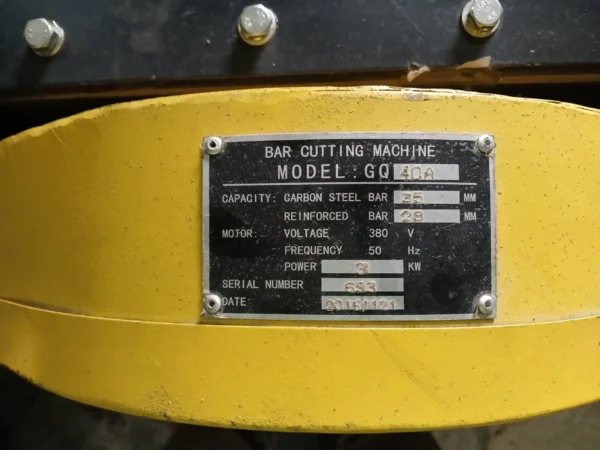 BAR CUTTING MACHINE
MODEL: GQ 40A
CAPACITY: CARBON STEEL BAR 35 MM
REINFORCED BAR 28 MM
MOTOR: VOLTAGE 380 V
FREQUENCY 50 Hz
POWER 3 KW
SERIAL NUMBER 653
DATE 20161121